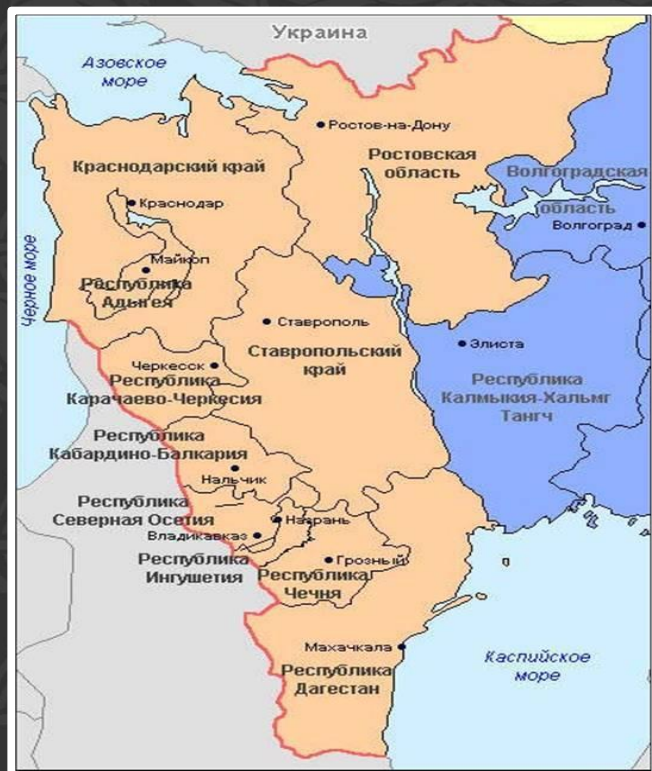 Украина
Азовское
море
Ростов-на-Дону
Краснодарский край
Ростовская
область
Волгоградская
область
Волгоград
Краснодар
Черное море
Майкоп
Республика
Адыгея
Ставрополь
Ставропольский
край
Элиста
Республика
Калмыкия-Хальмг
Тангч
Черкесск
Республика
Карачаево-Черкесия
Республика
Кабардино-Балкария
Нальчик
Республика
Северная Осетия
Назрань
Владикавказ
Республика
Ингушетия
Грозный
Республика
Чечня
Махачкала
Республика
Дагестан
Каспийское
море